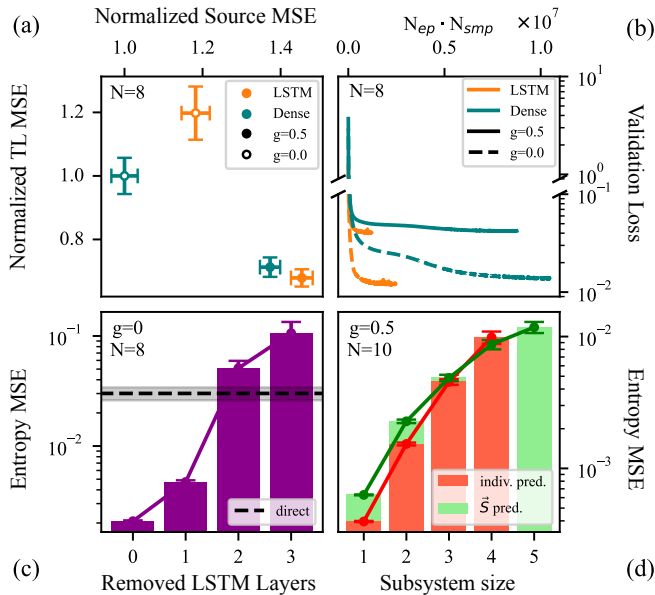 (a)
Normalized Source MSE
1.0
1.2
1.4
N_ep · N_smp
×10^7
0.0
0.5
1.0
(b)
N=8
LSTM
Dense
g=0.5
g=0.0
Normalized TL MSE
1.2
1.0
0.8
N=8
LSTM
Dense
g=0.5
g=0.0
10^1
10^0
10^-1
10^-2
Validation Loss
g=0
N=8
direct
Entropy MSE
10^-1
10^-2
0
1
2
3
Removed LSTM Layers
(c)
g=0.5
N=10
indiv. pred.
S⃗ pred.
10^-2
10^-3
Entropy MSE
1
2
3
4
5
Subsystem size
(d)